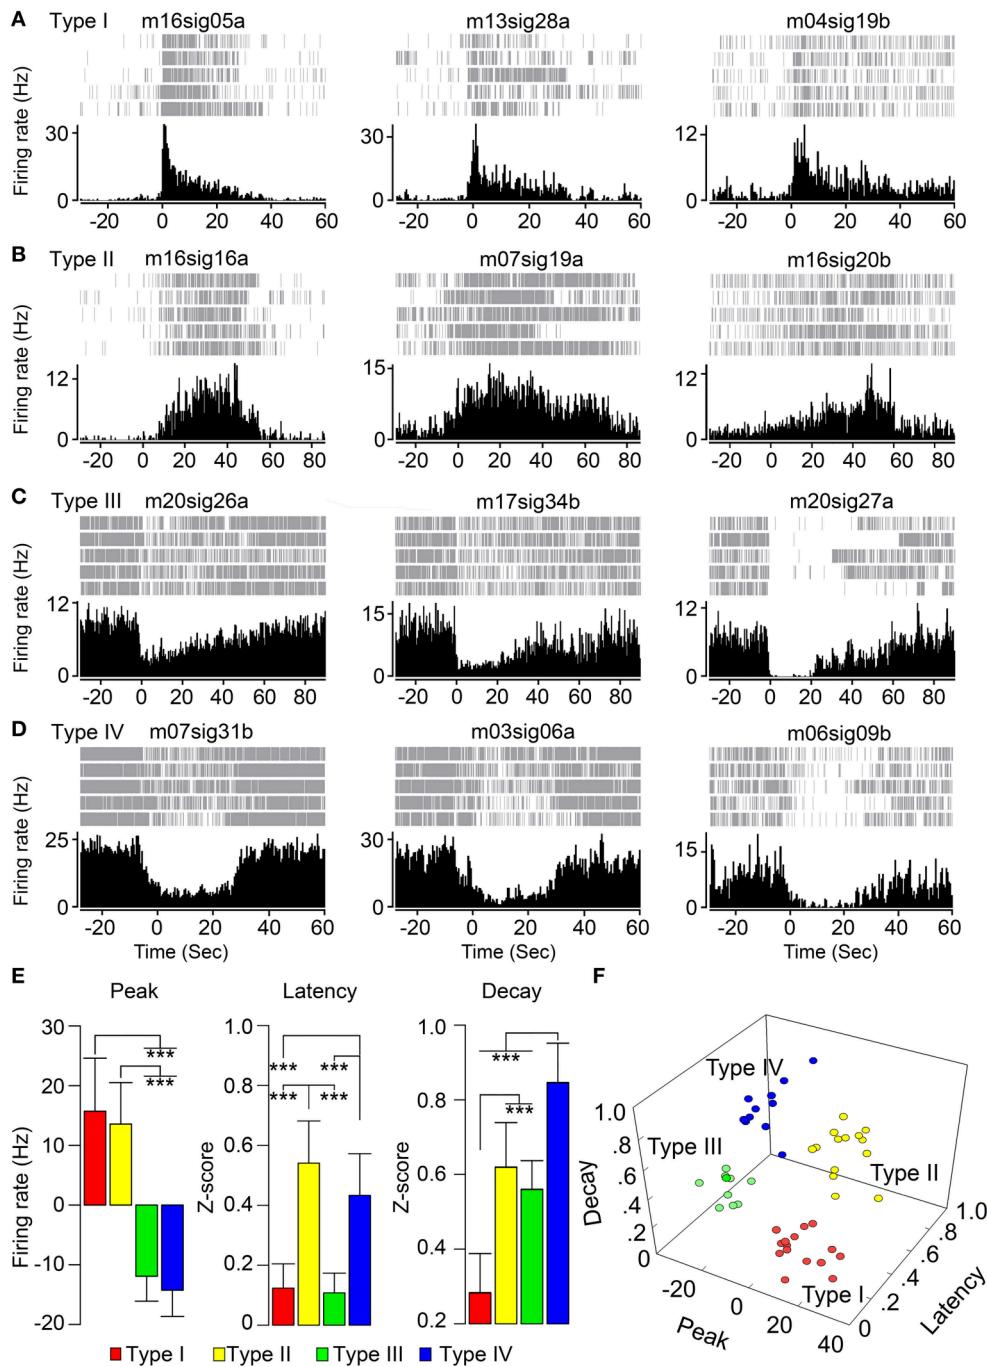 A Type I m16sig05a m13sig28a m04sig19b
Firing rate (Hz)
30 12
0 0 0
0 20 40 60 -20 0 20 40 60 -20 0 20 40 60
B Type II m16sig16a m07sig19a m16sig20b
Firing rate (Hz)
12 15 12
0 0 0
-20 0 20 40 60 80 -20 0 20 40 60 80 -20 0 20 40 60 80
C Type III m20sig26a m17sig34b m20sig27a
Firing rate (Hz)
12 15 12
0 0 0
-20 0 20 40 60 80 -20 0 20 40 60 80 -20 0 20 40 60 80
D Type IV m07sig31b m03sig06a m06sig09b
Firing rate (Hz)
25 30 15
0 0 0
-20 0 20 40 60 -20 0 20 40 60 -20 0 20 40 60
Time (Sec) Time (Sec) Time (Sec)
E
Peak
Firing rate (Hz)
30
20
10
0
-10
-20
***
***
Latency
Z-score
1.0
0.8
0.6
0.4
0.2
0
*** ***
*** ***
Decay
Z-score
1.0
0.8
0.6
0.4
0.2
***
***
Type I Type II Type III Type IV
F
Type IV
Type III
Type II
Type I
Decay
1.0
.8
.6
.4
.2
0
Peak
-20
0
20
40
Latency
0
.2
.4
.6
.8
1.0